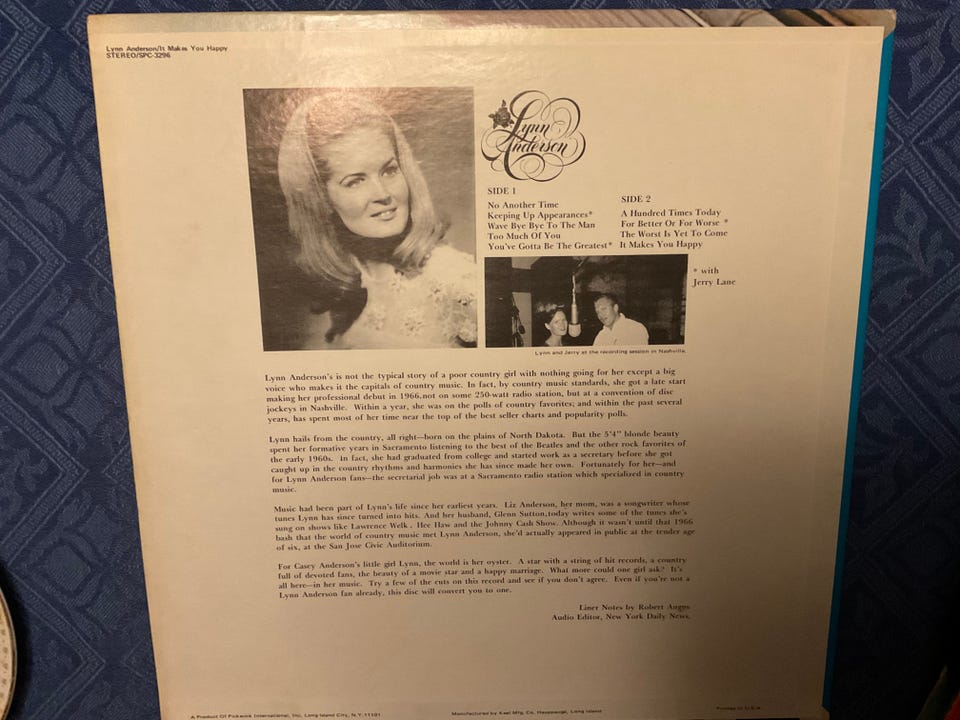 Lynn Anderson/It Makes You Happy
STEREO/SPC-3296
Lynn
Anderson
SIDE 1
No Another Time
Keeping Up Appearances*
Wave Bye Bye To The Man
Too Much Of You
You've Gotta Be The Greatest*
SIDE 2
A Hundred Times Today
For Better Or For Worse *
The Worst Is Yet To Come
It Makes You Happy
* with
Jerry Lane
Lynn and Jerry at the recording session in Nashville.
Lynn Anderson's is not the typical story of a poor country girl with nothing going for her except a big
voice who makes it the capitals of country music. In fact, by country music standards, she got a late start
making her professional debut in 1966,not on some 250-watt radio station, but at a convention of disc
jockeys in Nashville. Within a year, she was on the polls of country favorites; and within the past several
years, has spent most of her time near the top of the best seller charts and popularity polls.
Lynn hails from the country, all right—born on the plains of North Dakota. But the 5'4" blonde beauty
spent her formative years in Sacramento listening to the best of the Beatles and the other rock favorites of
the early 1960s. In fact, she had graduated from college and started work as a secretary before she got
caught up in the country rhythms and harmonies she has since made her own. Fortunately for her—and
for Lynn Anderson fans—the secretarial job was at a Sacramento radio station which specialized in country
music.
Music had been part of Lynn's life since her earliest years. Liz Anderson, her mom, was a songwriter whose
tunes Lynn has since turned into hits. And her husband, Glenn Sutton,today writes some of the tunes she's
sung on shows like Lawrence Welk, Hee Haw and the Johnny Cash Show. Although it wasn't until that 1966
bash that the world of country music met Lynn Anderson, she'd actually appeared in public at the tender age
of six, at the San Jose Civic Auditorium.
For Casey Anderson's little girl Lynn, the world is her oyster. A star with a string of hit records, a country
full of devoted fans, the beauty of a movie star and a happy marriage. What more could one girl ask? It's
all here—in her music. Try a few of the cuts on this record and see if you don't agree. Even if you're not a
Lynn Anderson fan already, this disc will convert you to one.
Liner Notes by Robert Angus
Audio Editor, New York Daily News.
A Product Of Pickwick International, Inc. Long Island City, N.Y. 11101
Manufactured by Keel Mfg. Co. Hauppauge, Long Island
Printed in U.S.A.